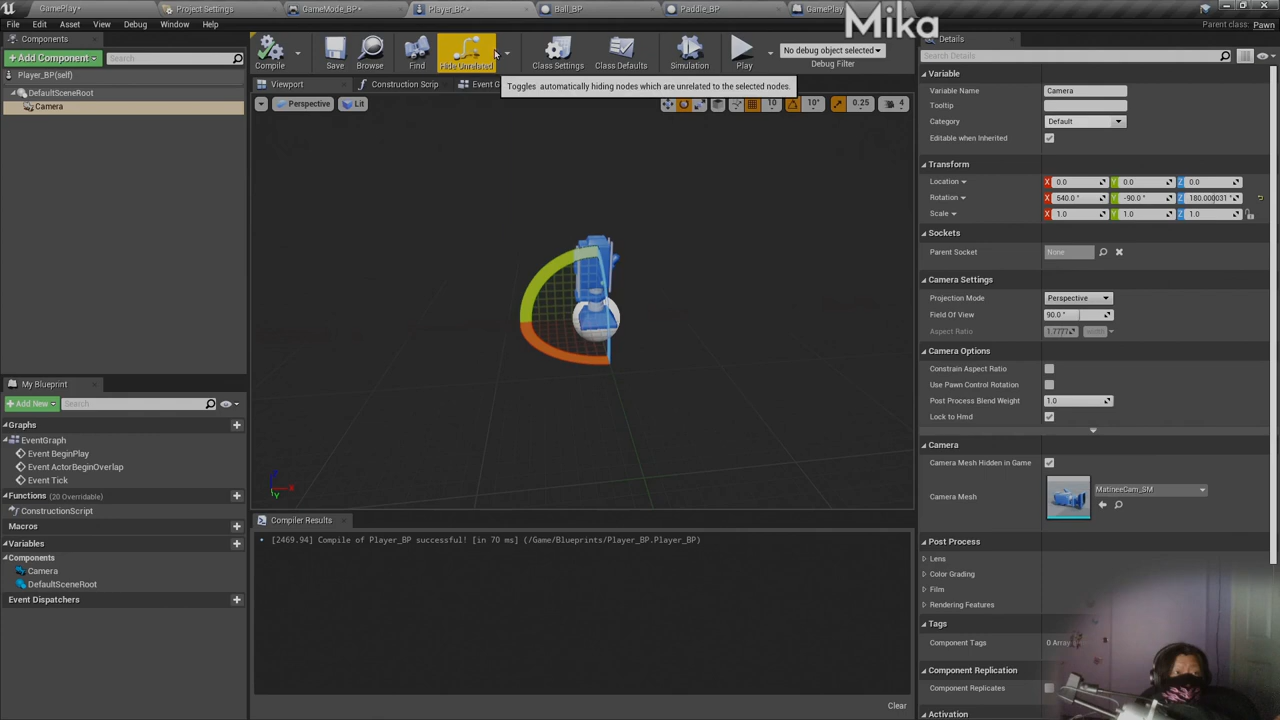 GamePlay*
Project Settings
GameMode_BP*
Player_BP*
Ball_BP
Paddle_BP
GamePlay
Mika
File Edit Asset View Debug Window Help
Parent class: Pawn
Components
+ Add Component
Search
Player_BP(self)
DefaultSceneRoot
Camera
Compile
Save
Browse
Find
Hide Unrelated
Class Settings
Class Defaults
Simulation
Play
No debug object selected
Debug Filter
Viewport
Construction Scrip
Event G
Toggles automatically hiding nodes which are unrelated to the selected nodes.
Perspective
Lit
10
10°
0.25
4
X
Y
Compiler Results
[2469.94] Compile of Player_BP successful! [in 70 ms] (/Game/Blueprints/Player_BP.Player_BP)
Clear
My Blueprint
+ Add New
Search
Graphs
EventGraph
Event BeginPlay
Event ActorBeginOverlap
Event Tick
Functions (20 Overridable)
ConstructionScript
Macros
Variables
Components
Camera
DefaultSceneRoot
Event Dispatchers
Details
Search Details
Variable
Variable Name Camera
Tooltip
Category Default
Editable when Inherited
Transform
Location X 0.0 Y 0.0 Z 0.0
Rotation X 540.0 ° Y -90.0 ° Z 180.000031 °
Scale X 1.0 Y 1.0 Z 1.0
Sockets
Parent Socket None
Camera Settings
Projection Mode Perspective
Field Of View 90.0 °
Aspect Ratio 1.7777 width
Camera Options
Constrain Aspect Ratio
Use Pawn Control Rotation
Post Process Blend Weight 1.0
Lock to Hmd
Camera
Camera Mesh Hidden in Game
Camera Mesh MatineeCam_SM
Post Process
Lens
Color Grading
Film
Rendering Features
Tags
Component Tags 0 Array
Component Replication
Component Replicates
Activation